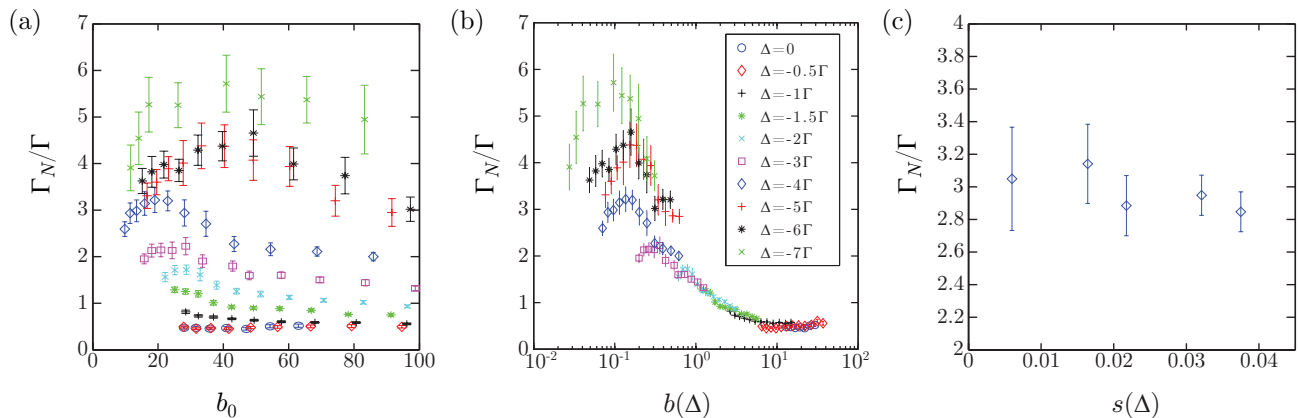 (a)
7
6
5
4
3
2
1
0
Γ_N/Γ
0 20 40 60 80 100
b_0
(b)
7
6
5
4
3
2
1
0
Γ_N/Γ
10^-2 10^-1 10^0 10^1 10^2
b(Δ)
Δ=0
Δ=-0.5Γ
Δ=-1Γ
Δ=-1.5Γ
Δ=-2Γ
Δ=-3Γ
Δ=-4Γ
Δ=-5Γ
Δ=-6Γ
Δ=-7Γ
(c)
4
3.8
3.6
3.4
3.2
3
2.8
2.6
2.4
2.2
2
Γ_N/Γ
0.01 0.02 0.03 0.04
s(Δ)